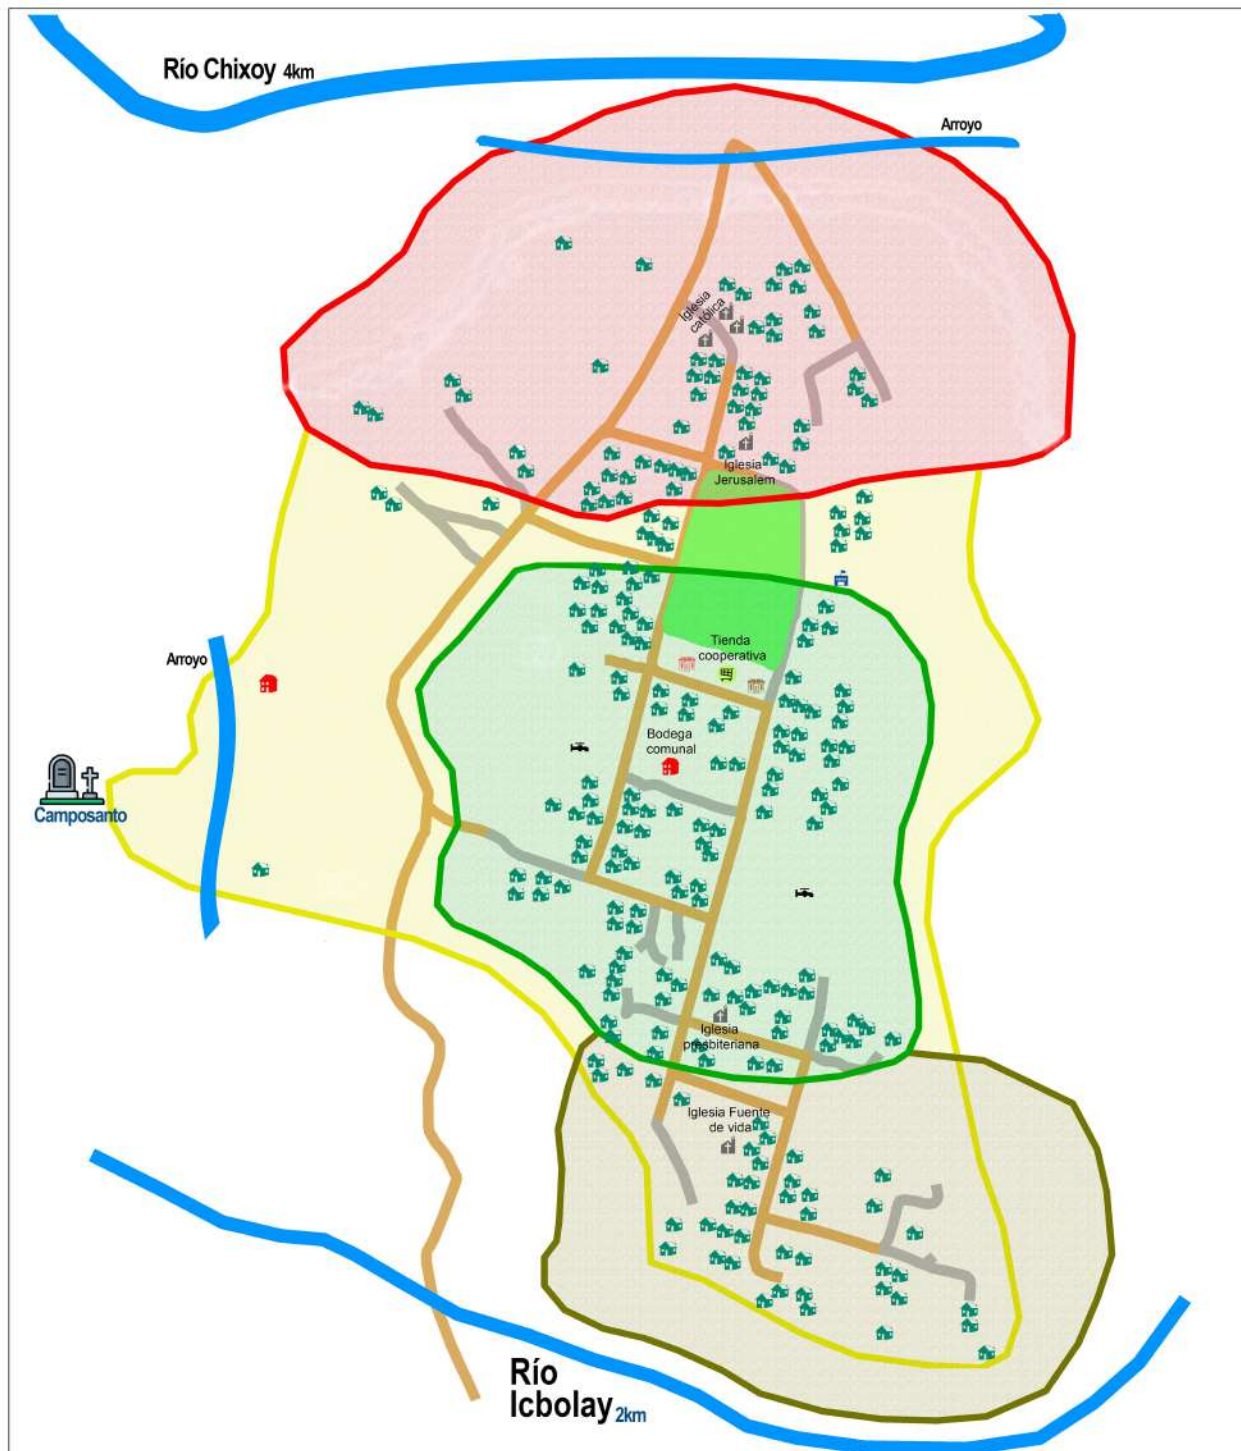 Río Chixoy 4km
Arroyo
Iglesia
católica
Iglesia
Jerusalem
Tienda
cooperativa
Arroyo
Bodega
comunal
Camposanto
Iglesia
presbiteriana
Iglesia Fuente
de vida
Río
Icbolay 2km